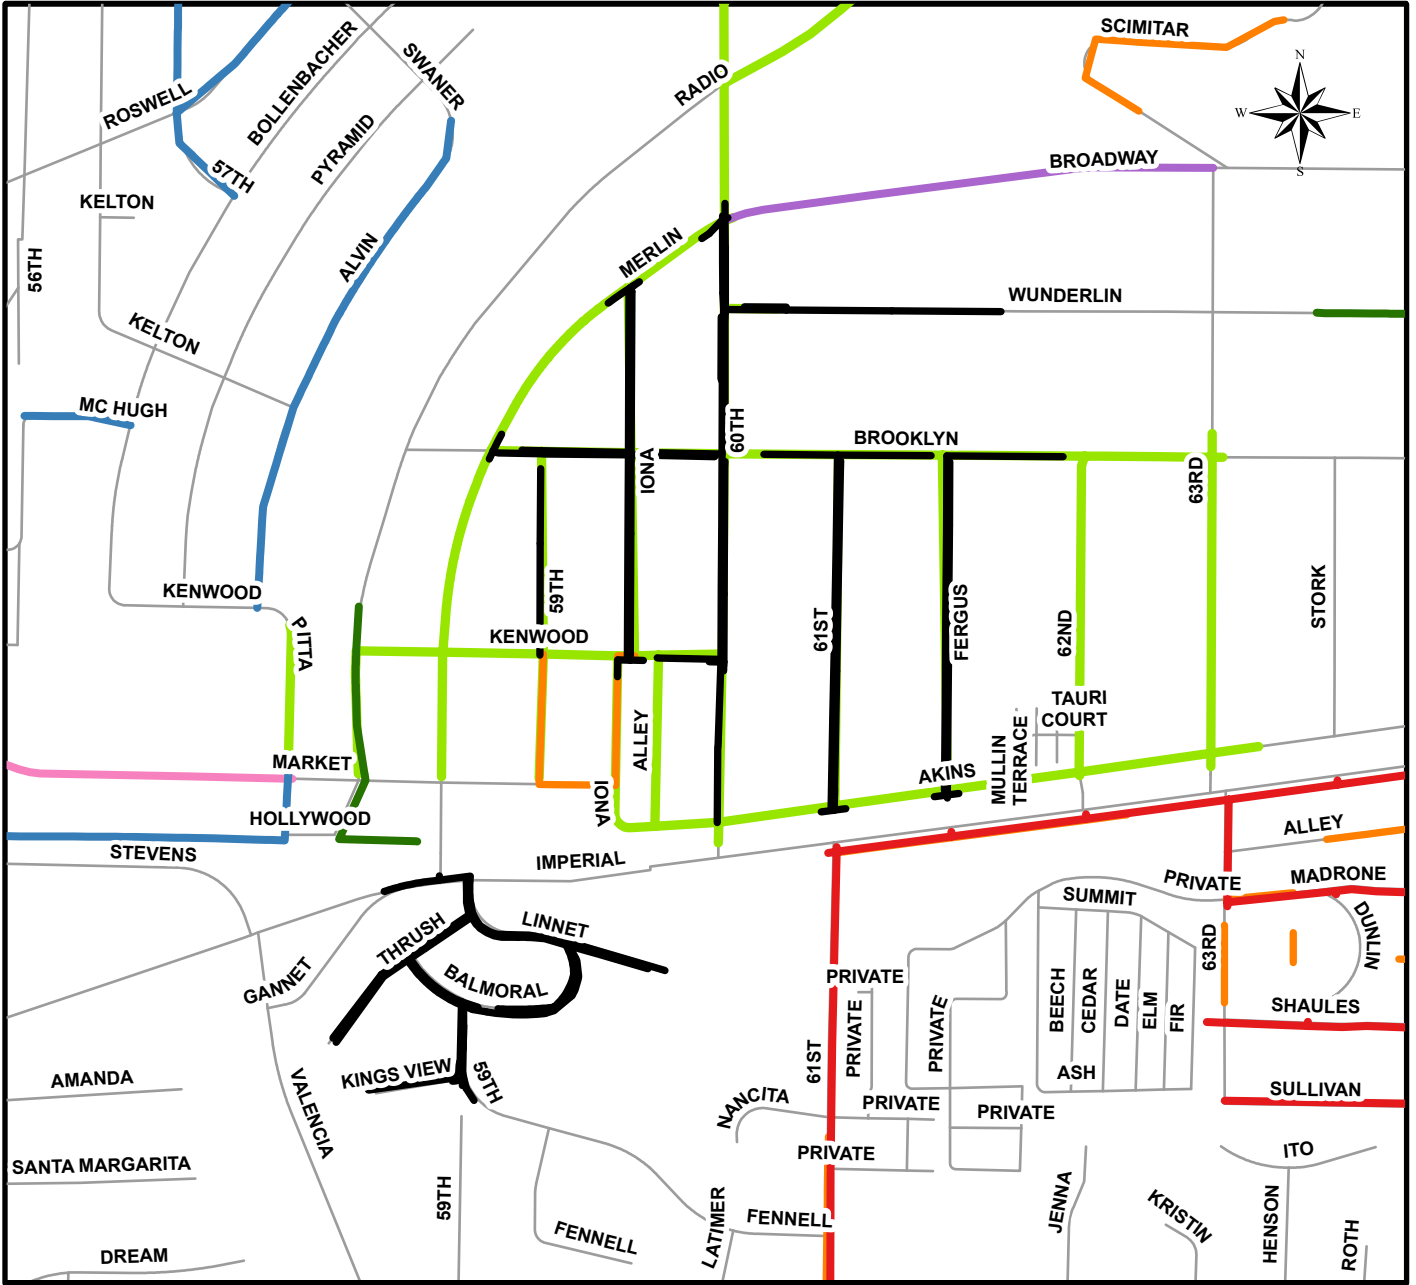 SCIMITAR
SWANER
BOLLENBACHER
N
RADIO
ROSWELL
W
E
PYRAMID
BROADWAY
S
57TH
KELTON
MERLIN
ALVIN
56TH
WUNDERLIN
KELTON
MC HUGH
60TH
BROOKLYN
IONA
63RD
59TH
KENWOOD
STORK
PITTA
KENWOOD
61ST
FERGUS
62ND
TAURI
COURT
ALLEY
MULLIN
TERRACE
MARKET
AKINS
IONA
HOLLYWOOD
ALLEY
STEVENS
IMPERIAL
MADRONE
PRIVATE
SUMMIT
LINNET
THRUSH
DUNLIN
63RD
BALMORAL
GANNET
PRIVATE
BEECH
CEDAR
DATE
ELM
FIR
SHAULES
PRIVATE
PRIVATE
61ST
KINGS VIEW
59TH
ASH
AMANDA
SULLIVAN
NANCITA
PRIVATE
PRIVATE
VALENCIA
PRIVATE
ITO
SANTA MARGARITA
59TH
JENNA
KRISTIN
HENSON
LATIMER
FENNELL
FENNELL
ROTH
DREAM